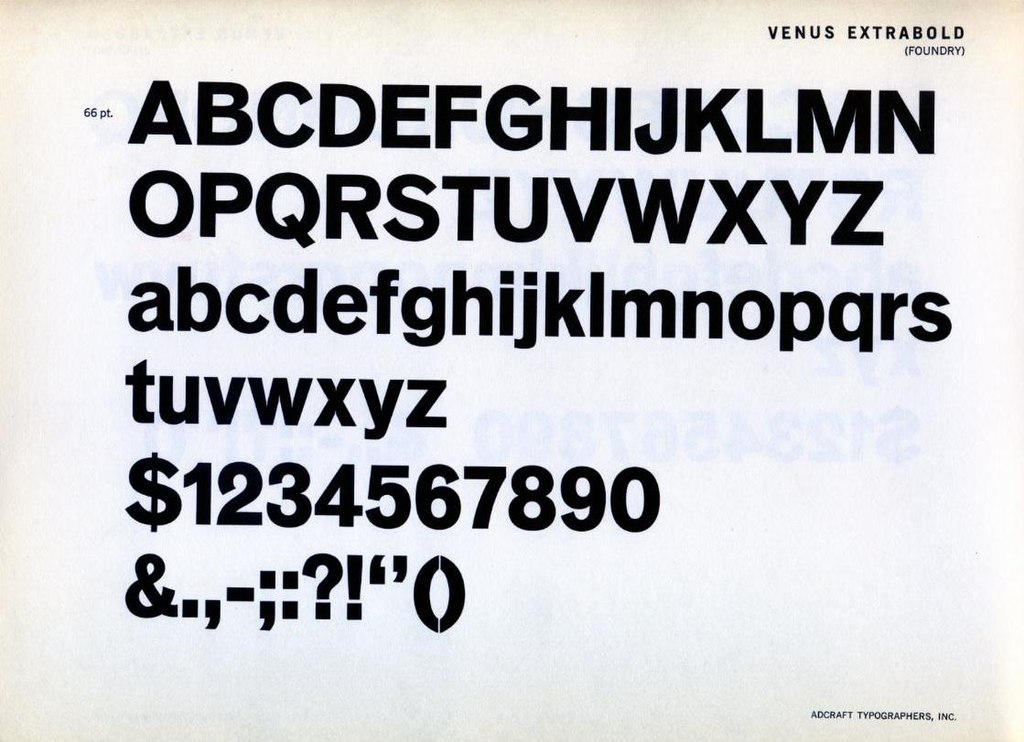 VENUS EXTRABOLD
(FOUNDRY)
66 pt.
ABCDEFGHIJKLMN
OPQRSTUVWXYZ
abcdefghijklmnopqrs
tuvwxyz
$1234567890
&.,-;:?!‘’()
ADCRAFT TYPOGRAPHERS, INC.